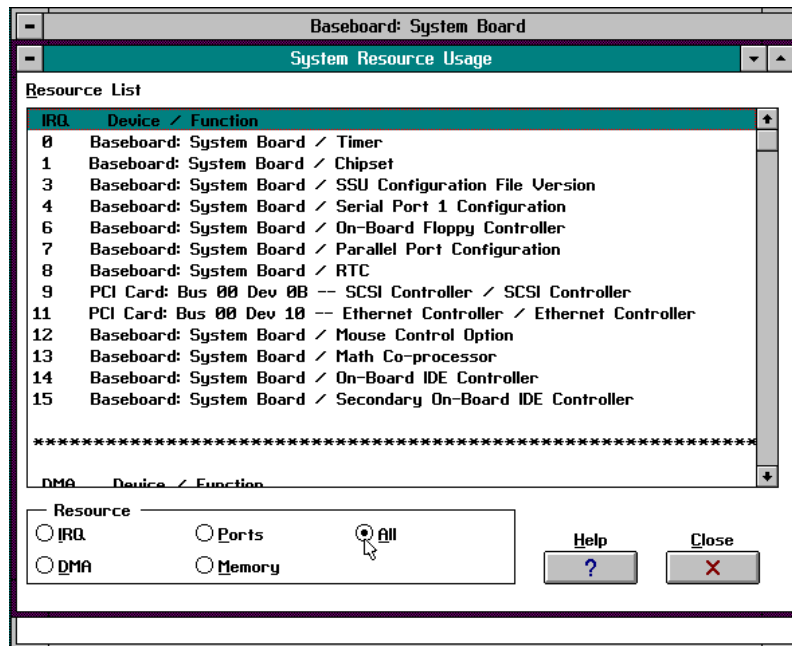 Baseboard: System Board
System Resource Usage
Resource List
IRQ Device / Function
0 Baseboard: System Board / Timer
1 Baseboard: System Board / Chipset
3 Baseboard: System Board / SSU Configuration File Version
4 Baseboard: System Board / Serial Port 1 Configuration
6 Baseboard: System Board / On-Board Floppy Controller
7 Baseboard: System Board / Parallel Port Configuration
8 Baseboard: System Board / RTC
9 PCI Card: Bus 00 Dev 0B -- SCSI Controller / SCSI Controller
11 PCI Card: Bus 00 Dev 10 -- Ethernet Controller / Ethernet Controller
12 Baseboard: System Board / Mouse Control Option
13 Baseboard: System Board / Math Co-processor
14 Baseboard: System Board / On-Board IDE Controller
15 Baseboard: System Board / Secondary On-Board IDE Controller
************************************************************
DMA Device / Function
Resource
IRQ Ports All
DMA Memory
Help Close
?